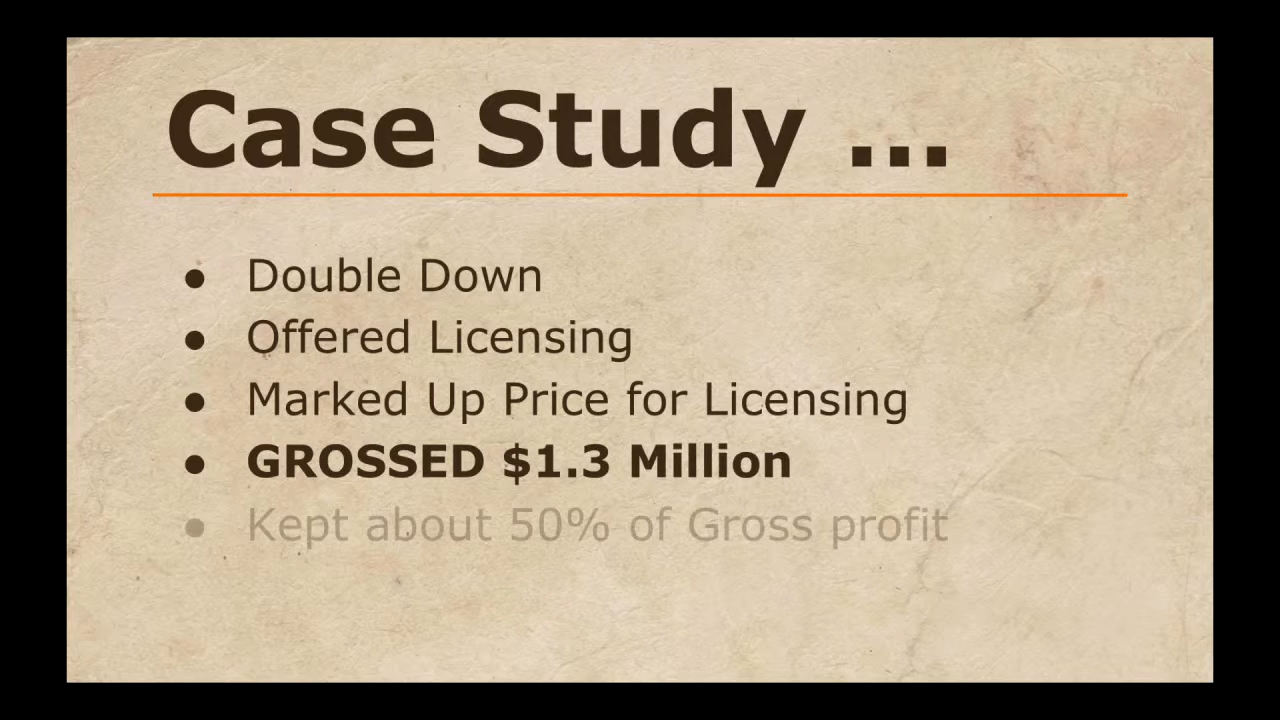 Case Study ...
● Double Down
● Offered Licensing
● Marked Up Price for Licensing
● GROSSED $1.3 Million
● Kept about 50% of Gross profit